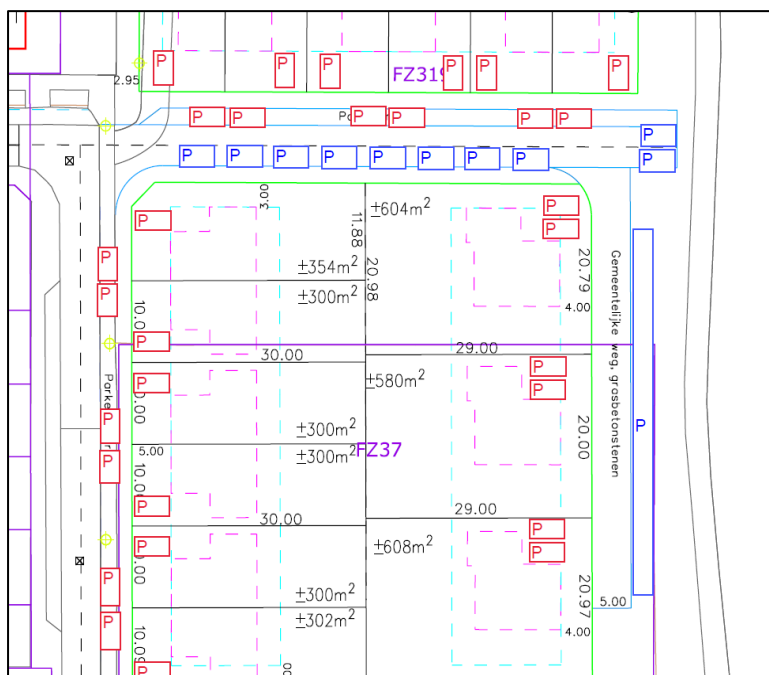 P P P P P P
FZ319
2.95
P P P P P P
P
P P P P P P P P P
3.00
±604m²
P
P
P
11.88
20.98
20.79
4.00
±354m²
±300m²
P
P
P
30.00
29.00
Gemeentelijke weg, grasbetonstenen
±580m²
P
P
P
P
P
±300m²
±300m²
FZ37
5.00
20.00
P
P
P
30.00
29.00
P
P
P
±608m²
±300m²
±302m²
20.97
5.00
4.00
P
P
10.09
P